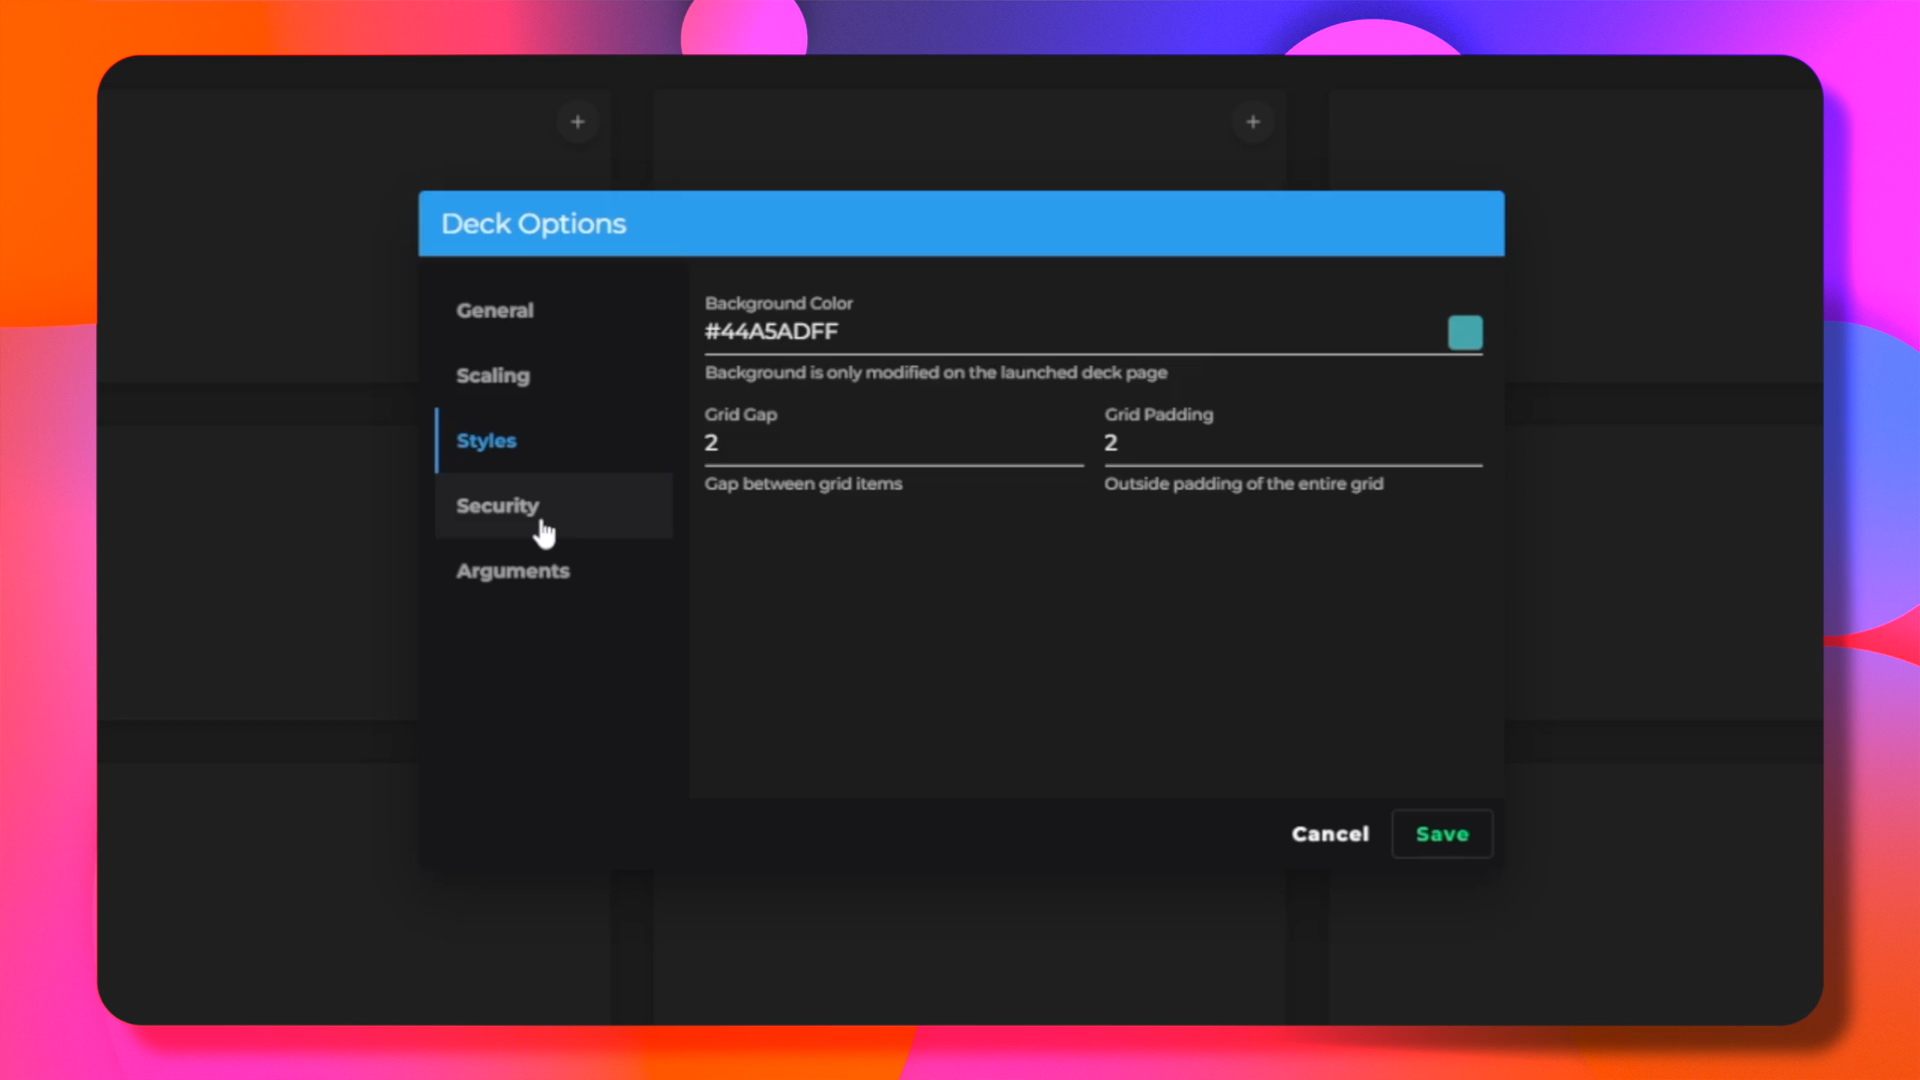 Deck Options
General
Scaling
Styles
Security
Arguments
Background Color
#44A5ADFF
Background is only modified on the launched deck page
Grid Gap
2
Gap between grid items
Grid Padding
2
Outside padding of the entire grid
Cancel
Save